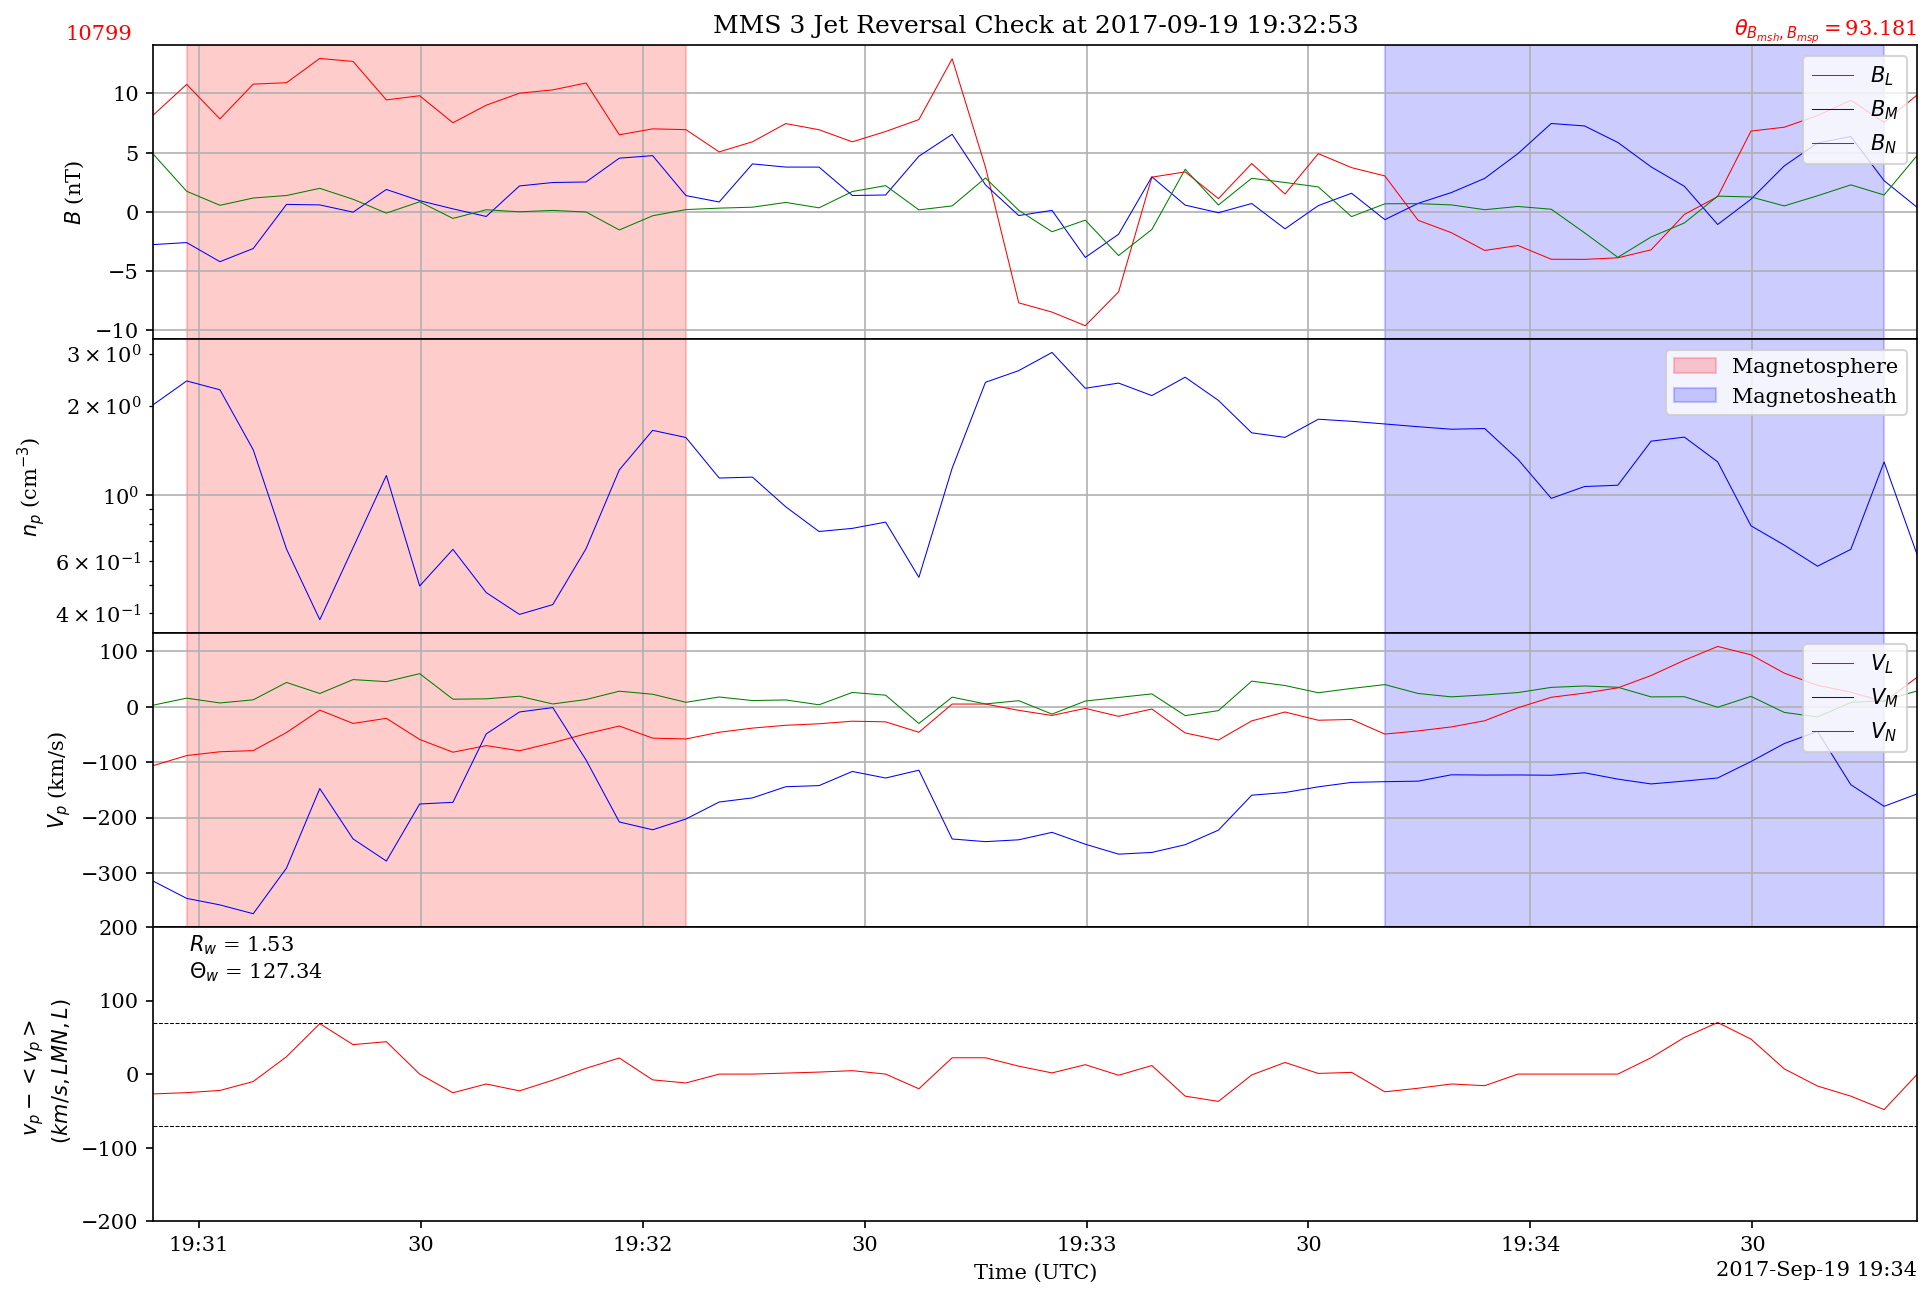 10799
MMS 3 Jet Reversal Check at 2017-09-19 19:32:53
θ_{B_{msh}, B_{msp}} = 93.181
10
5
0
−5
−10
B (nT)
B_L
B_M
B_N
3 × 10^0
2 × 10^0
10^0
6 × 10^{−1}
4 × 10^{−1}
n_p (cm^{−3})
Magnetosphere
Magnetosheath
100
0
−100
−200
−300
V_p (km/s)
V_L
V_M
V_N
200
100
0
−100
−200
v_p − < v_p >
(km/s, LMN, L)
R_w = 1.53
Θ_w = 127.34
19:31
30
19:32
30
19:33
30
19:34
30
Time (UTC)
2017-Sep-19 19:34